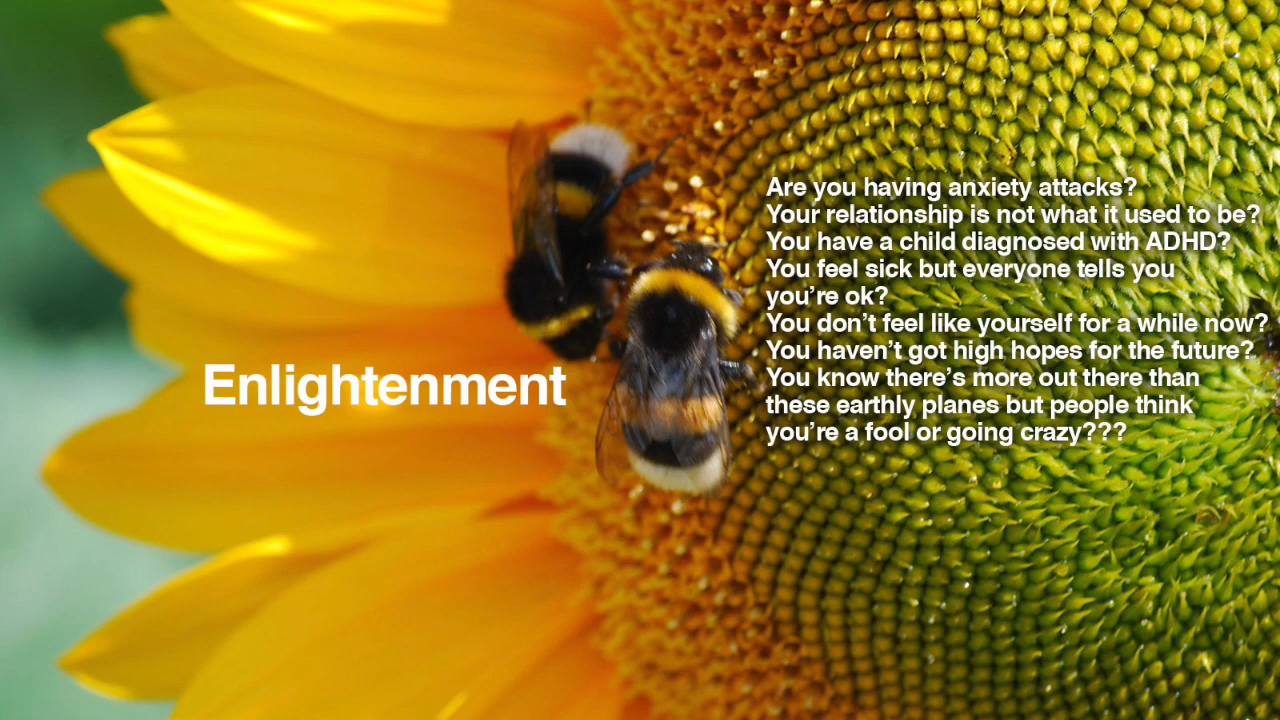 Enlightenment
Are you having anxiety attacks?
Your relationship is not what it used to be?
You have a child diagnosed with ADHD?
You feel sick but everyone tells you
you’re ok?
You don’t feel like yourself for a while now?
You haven’t got high hopes for the future?
You know there’s more out there than
these earthly planes but people think
you’re a fool or going crazy???